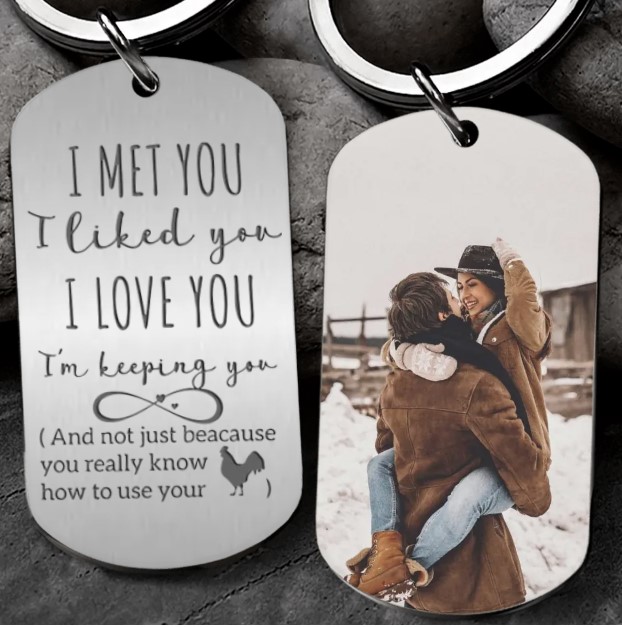 I MET YOU
I liked you
I LOVE YOU
I'm keeping you
( And not just beacause
you really know
how to use your )